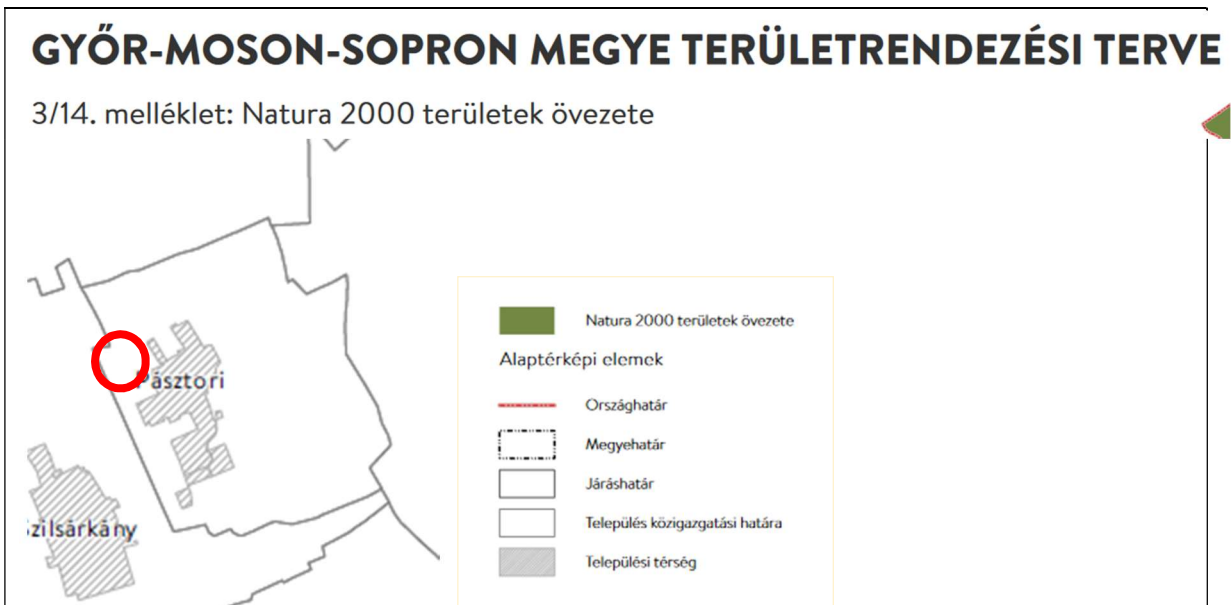 GYŐR-MOSON-SOPRON MEGYE TERÜLETRENDEZÉSI TERVE
3/14. melléklet: Natura 2000 területek övezete
Pásztori
zilsárkány
Natura 2000 területek övezete
Alaptérképi elemek
Országhatár
Megyehatár
Járáshatár
Település közigazgatási határa
Települési térség